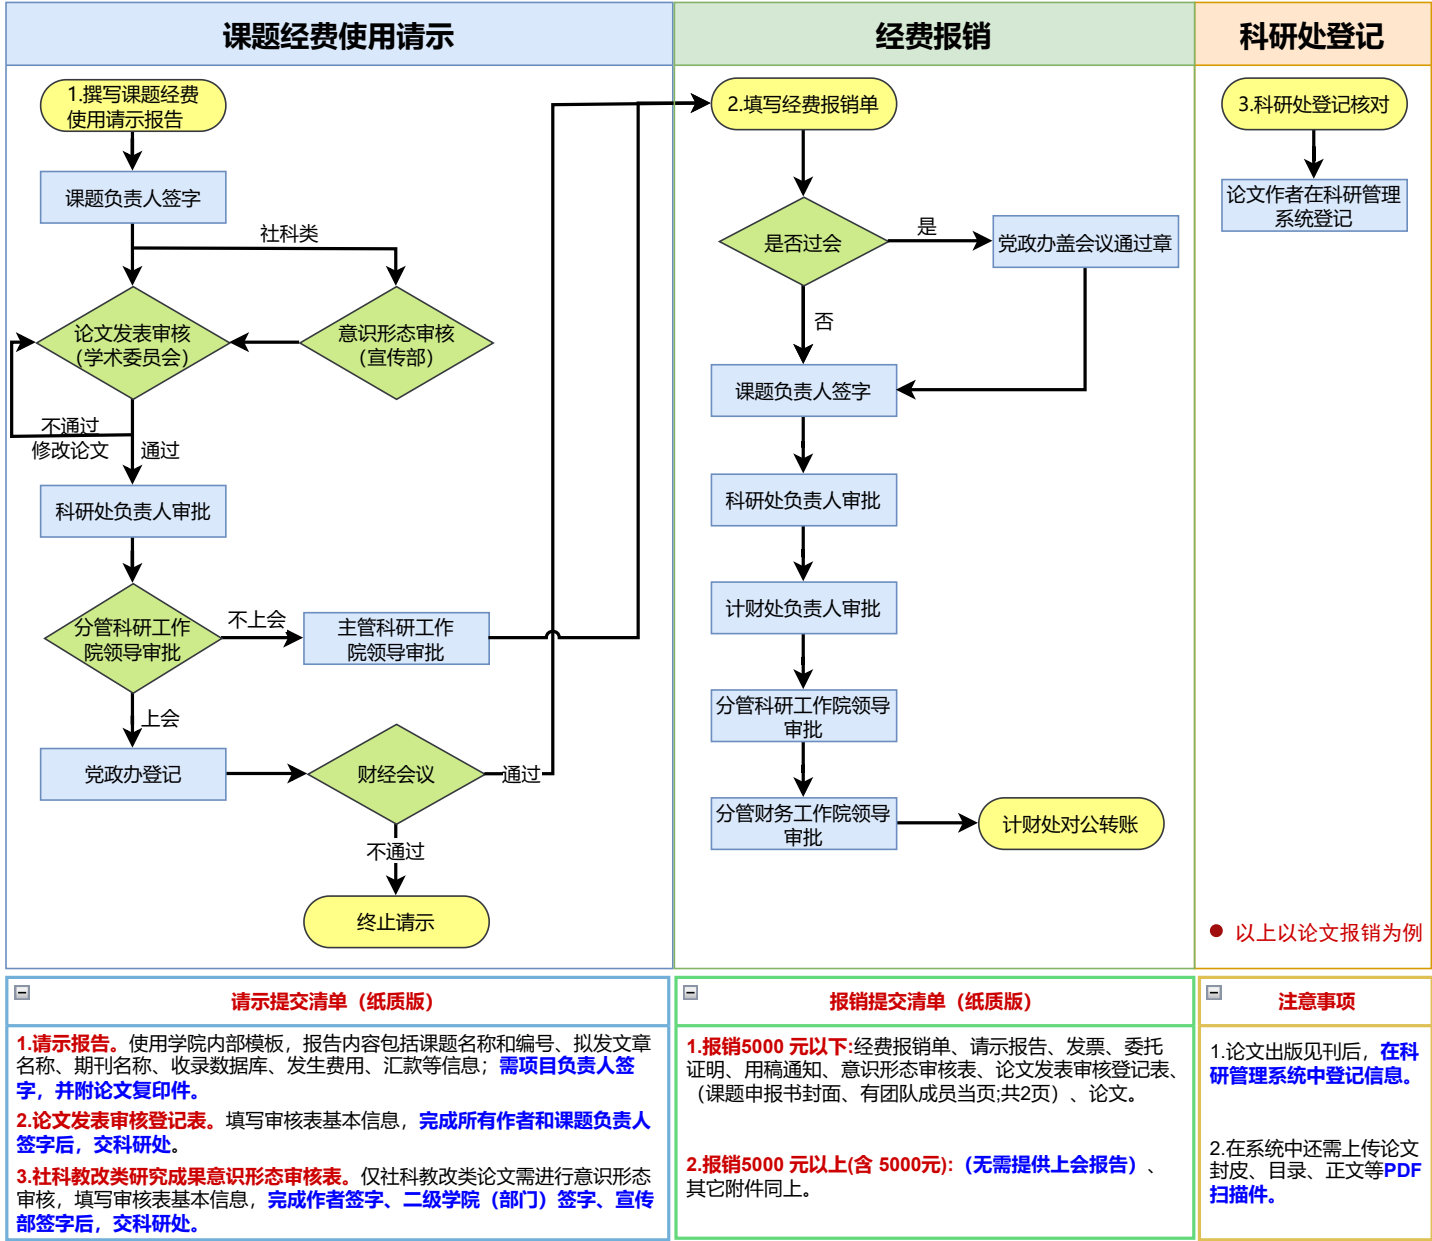 课题经费使用请示
经费报销
科研处登记
1.撰写课题经费
使用请示报告
课题负责人签字
社科类
论文发表审核
（学术委员会）
意识形态审核
（宣传部）
不通过
修改论文
通过
科研处负责人审批
分管科研工作
院领导审批
不上会
主管科研工作
院领导审批
上会
党政办登记
财经会议
通过
不通过
终止请示
2.填写经费报销单
是否过会
是
党政办盖会议通过章
否
课题负责人签字
科研处负责人审批
计财处负责人审批
分管科研工作院领导
审批
分管财务工作院领导
审批
计财处对公转账
3.科研处登记核对
论文作者在科研管理
系统登记
以上以论文报销为例
请示提交清单（纸质版）
1.请示报告。使用学院内部模板，报告内容包括课题名称和编号、拟发文章
名称、期刊名称、收录数据库、发生费用、汇款等信息；需项目负责人签
字，并附论文复印件。
2.论文发表审核登记表。填写审核表基本信息，完成所有作者和课题负责人
签字后，交科研处。
3.社科教改类研究成果意识形态审核表。仅社科教改类论文需进行意识形态
审核，填写审核表基本信息，完成作者签字、二级学院（部门）签字、宣传
部签字后，交科研处。
报销提交清单（纸质版）
1.报销5000 元以下:经费报销单、请示报告、发票、委托
证明、用稿通知、意识形态审核表、论文发表审核登记表、
（课题申报书封面、有团队成员当页;共2页）、论文。
2.报销5000 元以上(含 5000元):（无需提供上会报告）、
其它附件同上。
注意事项
1.论文出版见刊后，在科
研管理系统中登记信息。
2.在系统中还需上传论文
封皮、目录、正文等PDF
扫描件。